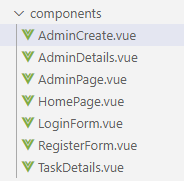 components
AdminCreate.vue
AdminDetails.vue
AdminPage.vue
HomePage.vue
LoginForm.vue
RegisterForm.vue
TaskDetails.vue